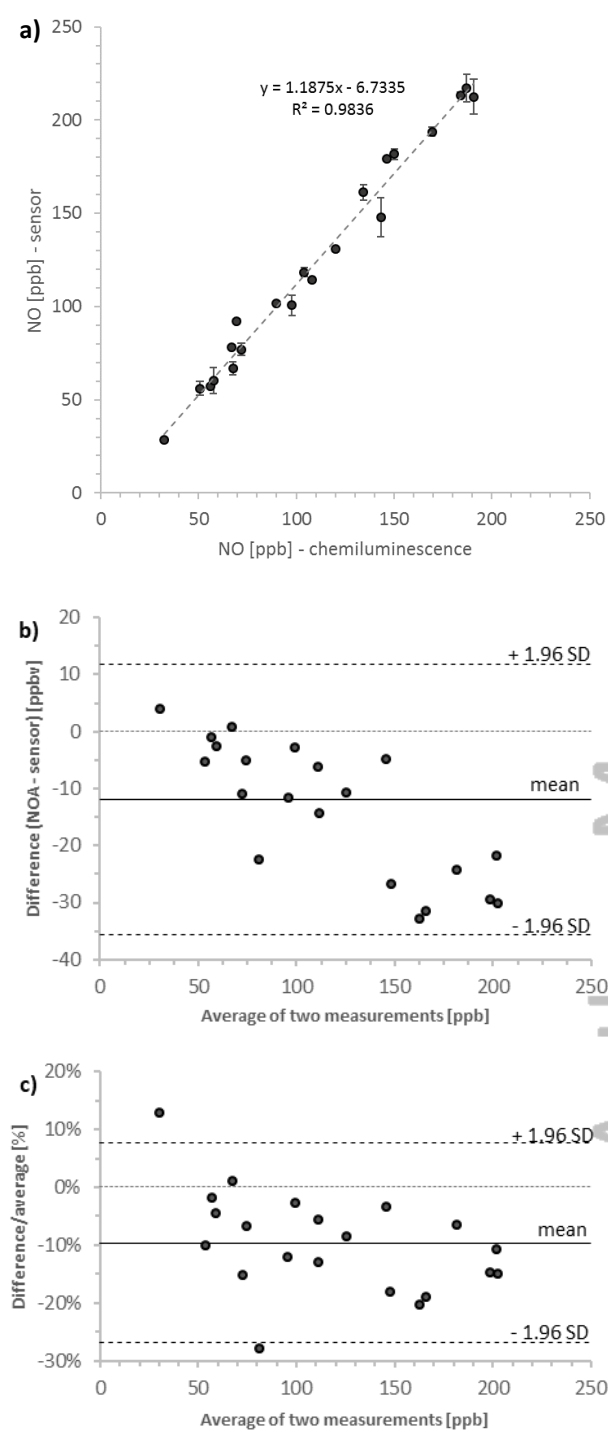 a)
NO [ppb] - sensor
250
200
150
100
50
0
y = 1.1875x - 6.7335
R² = 0.9836
0 50 100 150 200 250
NO [ppb] - chemiluminescence
b)
Difference (NOA - sensor) [ppbv]
20
10
0
-10
-20
-30
-40
+ 1.96 SD
mean
- 1.96 SD
0 50 100 150 200 250
Average of two measurements [ppb]
c)
Difference/average [%]
20%
10%
0%
-10%
-20%
-30%
+ 1.96 SD
mean
- 1.96 SD
0 50 100 150 200 250
Average of two measurements [ppb]